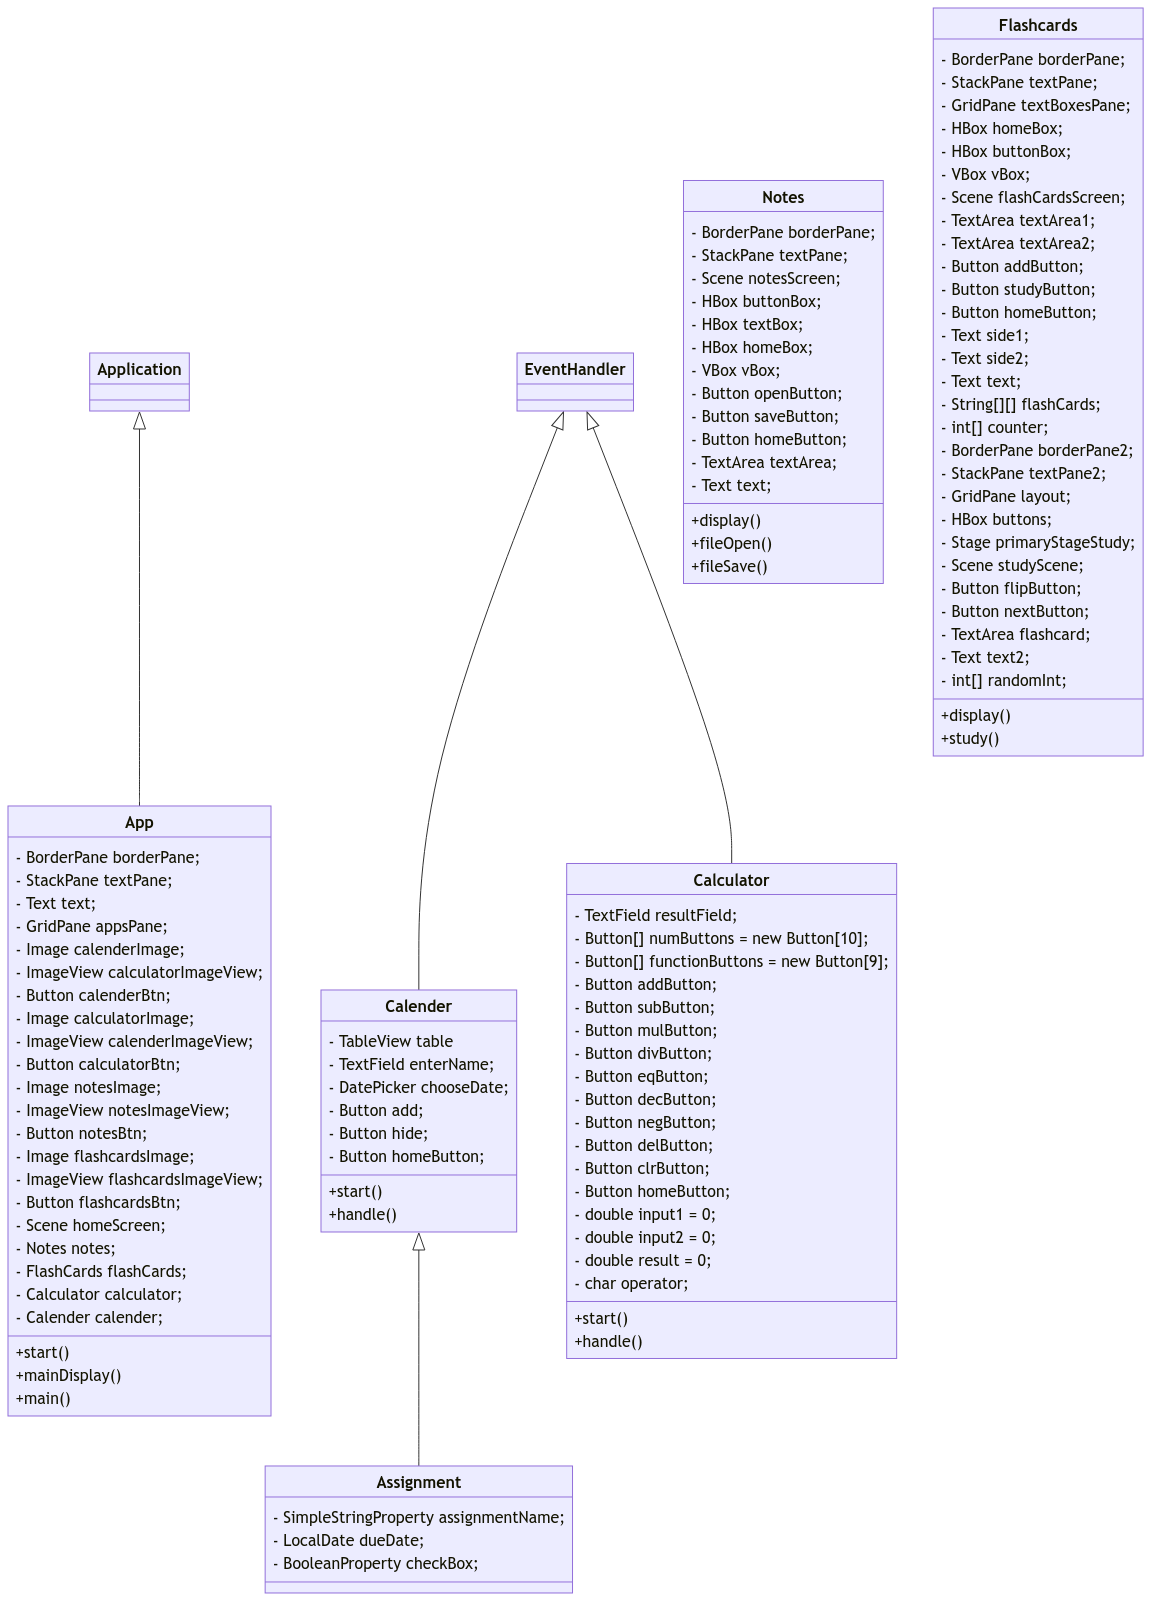 Flashcards
- BorderPane borderPane;
- StackPane textPane;
- GridPane textBoxesPane;
- HBox homeBox;
- HBox buttonBox;
- VBox vBox;
- Scene flashCardsScreen;
- TextArea textArea1;
- TextArea textArea2;
- Button addButton;
- Button studyButton;
- Button homeButton;
- Text side1;
- Text side2;
- Text text;
- String[][] flashCards;
- int[] counter;
- BorderPane borderPane2;
- StackPane textPane2;
- GridPane layout;
- HBox buttons;
- Stage primaryStageStudy;
- Scene studyScene;
- Button flipButton;
- Button nextButton;
- TextArea flashcard;
- Text text2;
- int[] randomInt;
+display()
+study()
Notes
- BorderPane borderPane;
- StackPane textPane;
- Scene notesScreen;
- HBox buttonBox;
- HBox textBox;
- HBox homeBox;
- VBox vBox;
- Button openButton;
- Button saveButton;
- Button homeButton;
- TextArea textArea;
- Text text;
+display()
+fileOpen()
+fileSave()
Application
EventHandler
App
- BorderPane borderPane;
- StackPane textPane;
- Text text;
- GridPane appsPane;
- Image calenderImage;
- ImageView calculatorImageView;
- Button calenderBtn;
- Image calculatorImage;
- ImageView calenderImageView;
- Button calculatorBtn;
- Image notesImage;
- ImageView notesImageView;
- Button notesBtn;
- Image flashcardsImage;
- ImageView flashcardsImageView;
- Button flashcardsBtn;
- Scene homeScreen;
- Notes notes;
- FlashCards flashCards;
- Calculator calculator;
- Calender calender;
+start()
+mainDisplay()
+main()
Calender
- TableView table
- TextField enterName;
- DatePicker chooseDate;
- Button add;
- Button hide;
- Button homeButton;
+start()
+handle()
Calculator
- TextField resultField;
- Button[] numButtons = new Button[10];
- Button[] functionButtons = new Button[9];
- Button addButton;
- Button subButton;
- Button mulButton;
- Button divButton;
- Button eqButton;
- Button decButton;
- Button negButton;
- Button delButton;
- Button clrButton;
- Button homeButton;
- double input1 = 0;
- double input2 = 0;
- double result = 0;
- char operator;
+start()
+handle()
Assignment
- SimpleStringProperty assignmentName;
- LocalDate dueDate;
- BooleanProperty checkBox;